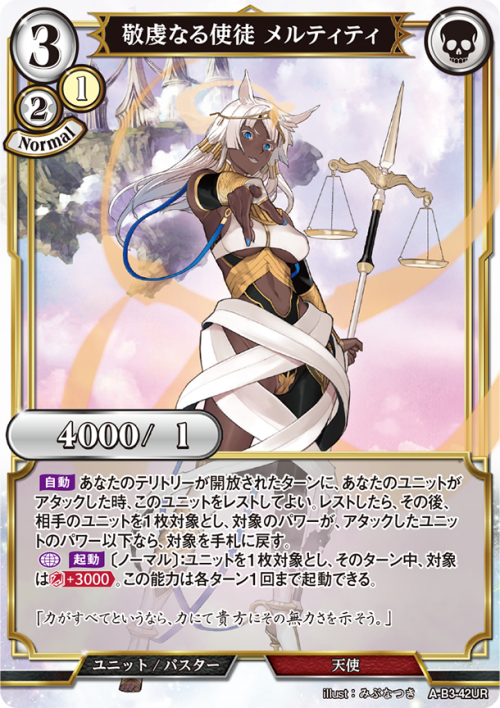 3
敬虔なる使徒 メルティティ
2
1
Normal
4000/ 1
自動 あなたのテリトリーが開放されたターンに、あなたのユニットが
アタックした時、このユニットをレストしてよい。レストしたら、その後、
相手のユニットを1枚対象とし、対象のパワーが、アタックしたユニッ
トのパワー以下なら、対象を手札に戻す。
起動 〔ノーマル〕:ユニットを1枚対象とし、そのターン中、対象
は+3000。この能力は各ターン1回まで起動できる。
「力がすべてというなら、力にて貴方にその無力さを示そう。」
ユニット / バスター
天使
illust : みぶなつき A-B3-42UR